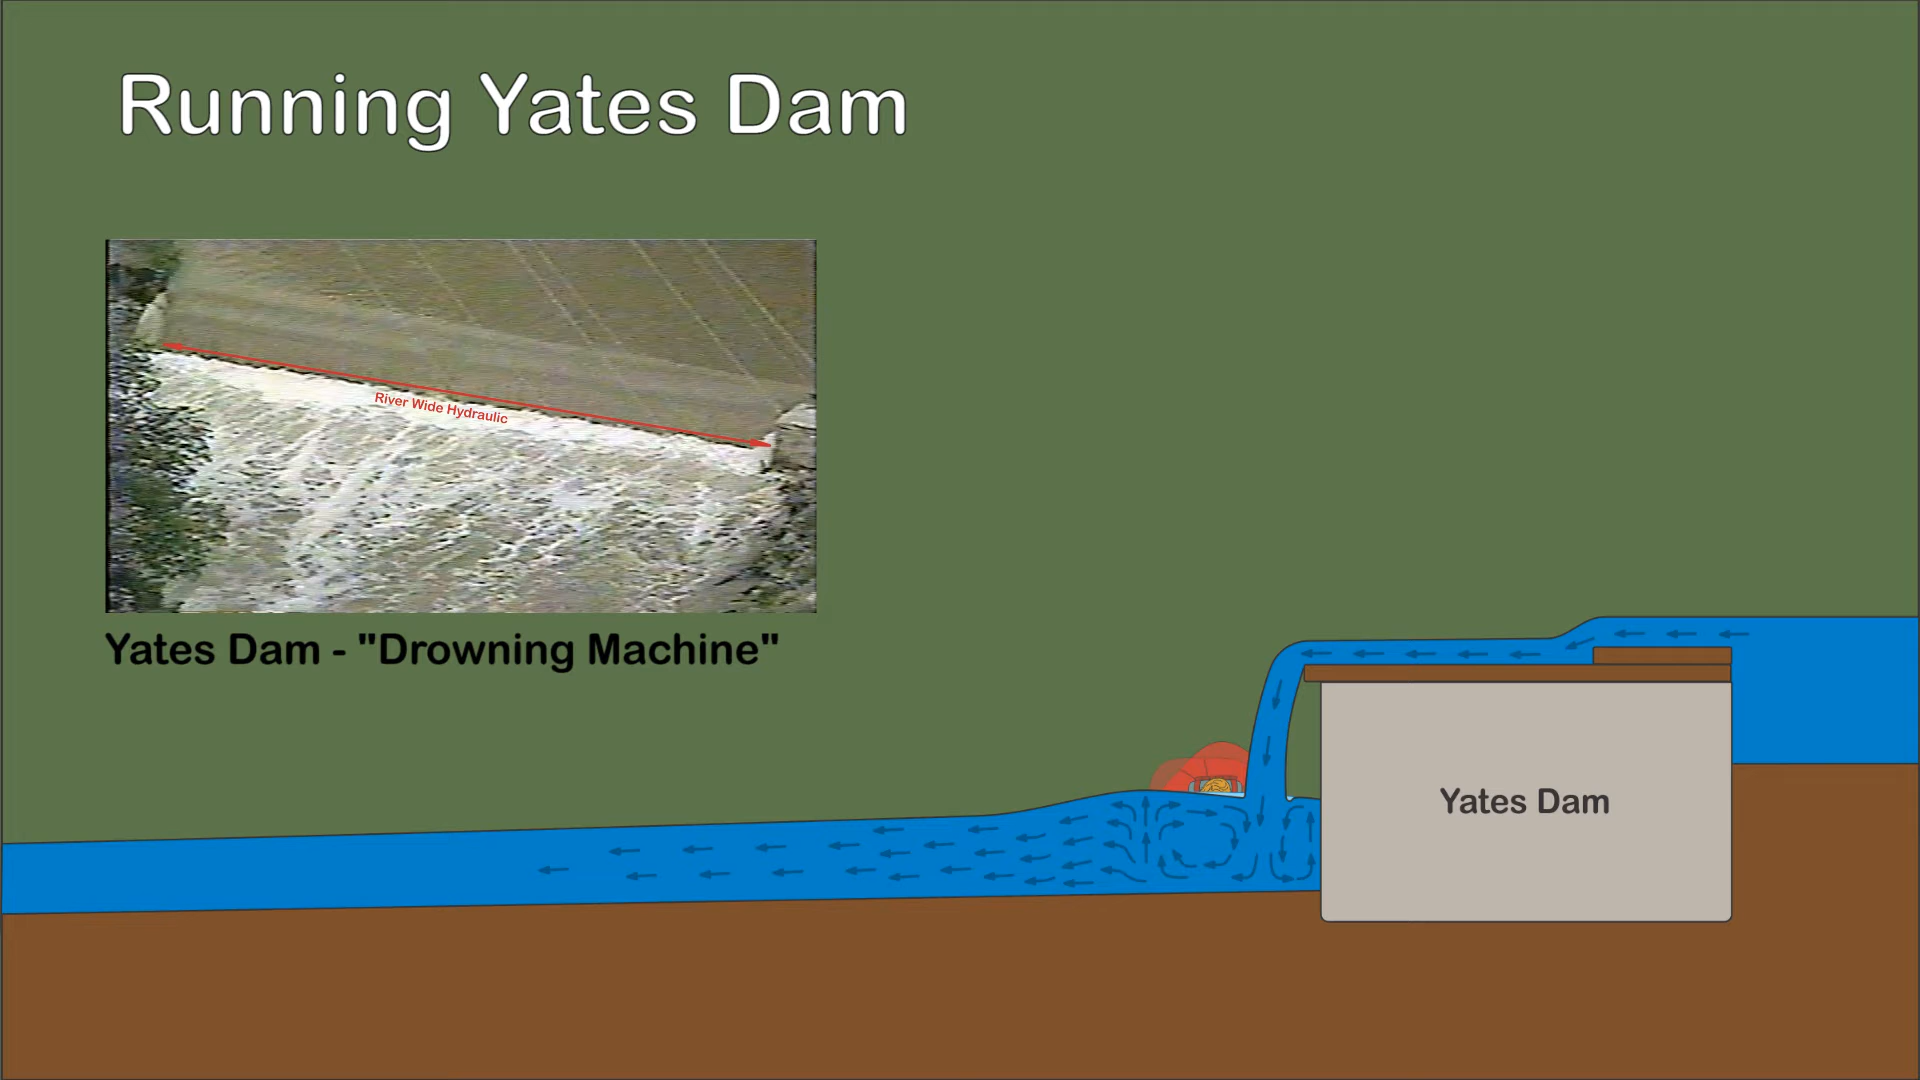 Running Yates Dam
River Wide Hydraulic
Yates Dam - "Drowning Machine"
Yates Dam